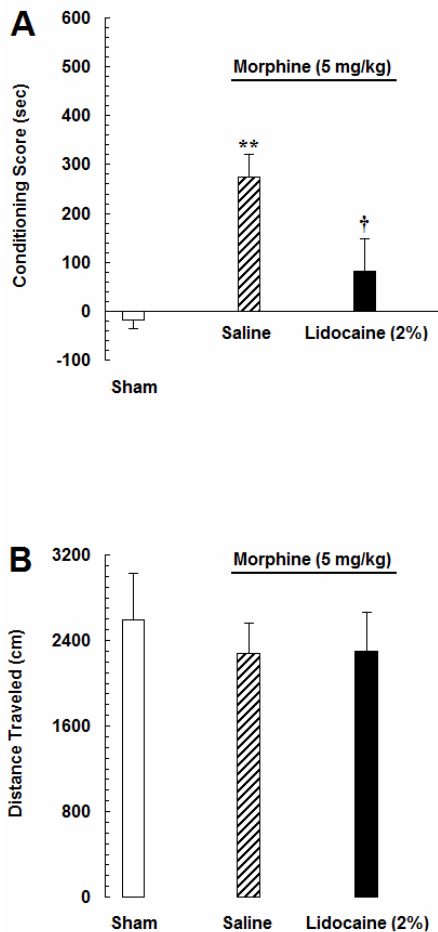 A
600
500
400
300
200
100
0
-100
Conditioning Score (sec)
Morphine (5 mg/kg)
**
†
Saline
Lidocaine (2%)
Sham
B
3200
2400
1600
800
0
Distance Traveled (cm)
Morphine (5 mg/kg)
Sham
Saline
Lidocaine (2%)